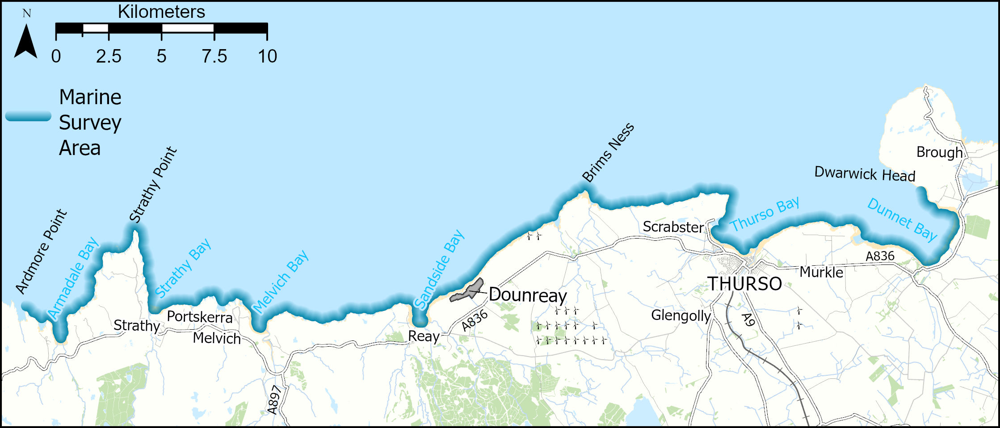 N
Kilometers
0 2.5 5 7.5 10
Marine
Survey
Area
Ardmore Point
Armadale Bay
Strathy Point
Strathy Bay
Melvich Bay
Sandside Bay
Brims Ness
Thurso Bay
Dwarwick Head
Dunnet Bay
Brough
Scrabster
A836
Murkle
THURSO
Dounreay
Strathy
Portskerra
Melvich
Reay
A836
Glengolly
A9
A897